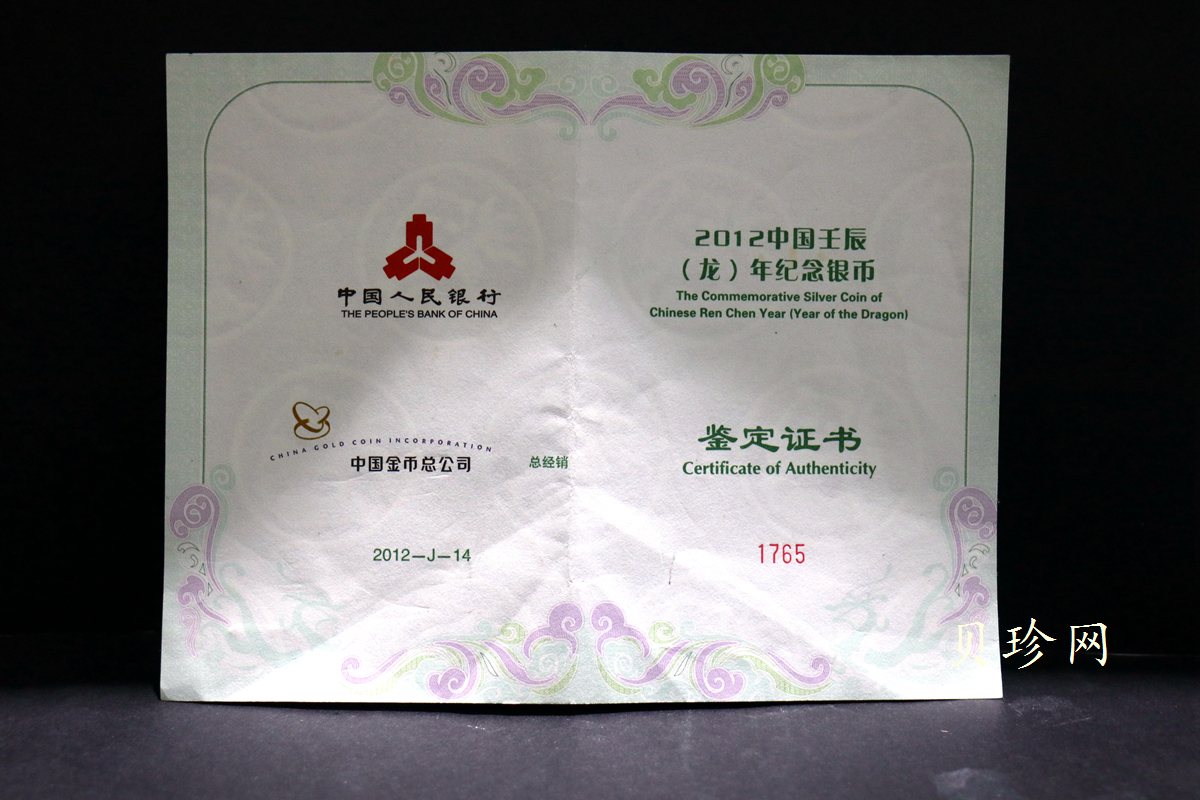 中国人民银行
THE PEOPLE'S BANK OF CHINA
CHINA GOLD COIN INCORPORATION
中国金币总公司
总经销
2012—J—14
2012中国壬辰
（龙）年纪念银币
The Commemorative Silver Coin of
Chinese Ren Chen Year (Year of the Dragon)
鉴定证书
Certificate of Authenticity
1765
贝珍网